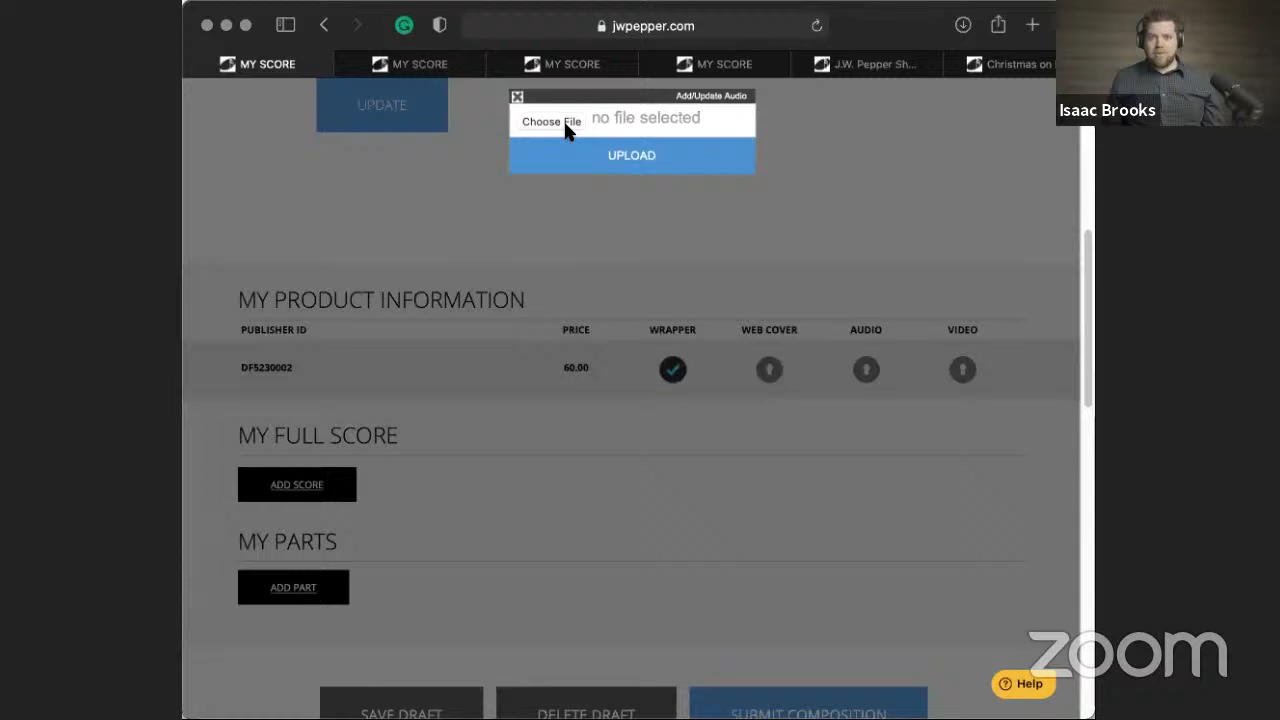 jwpepper.com
MY SCORE
MY SCORE
MY SCORE
MY SCORE
J.W. Pepper Sh...
Christmas on
Isaac Brooks
UPDATE
Add/Update Audio
Choose File
no file selected
UPLOAD
MY PRODUCT INFORMATION
PUBLISHER ID PRICE WRAPPER WEB COVER AUDIO VIDEO
DF5230002 60.00
MY FULL SCORE
ADD SCORE
MY PARTS
ADD PART
zoom
Help
SAVE DRAFT DELETE DRAFT SUBMIT COMPOSITION